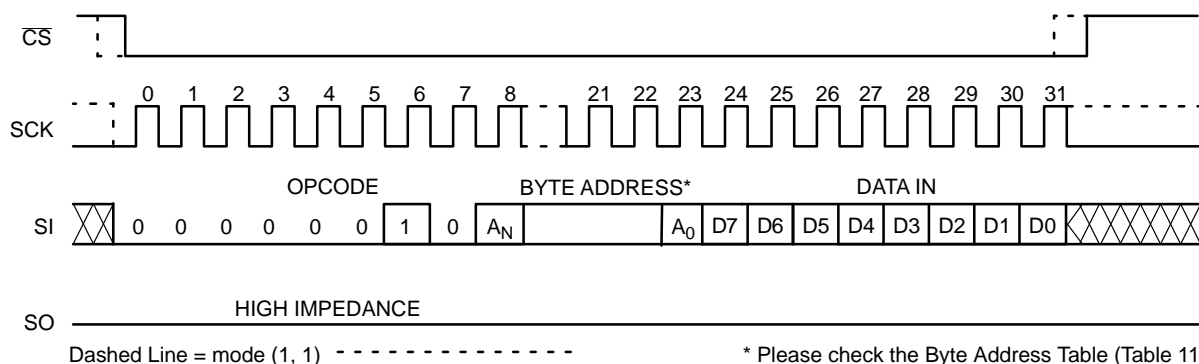 CS
0 1 2 3 4 5 6 7 8 21 22 23 24 25 26 27 28 29 30 31
SCK
OPCODE BYTE ADDRESS* DATA IN
SI 0 0 0 0 0 0 1 0 AN A0 D7 D6 D5 D4 D3 D2 D1 D0
HIGH IMPEDANCE
SO
Dashed Line = mode (1, 1) * Please check the Byte Address Table (Table 11